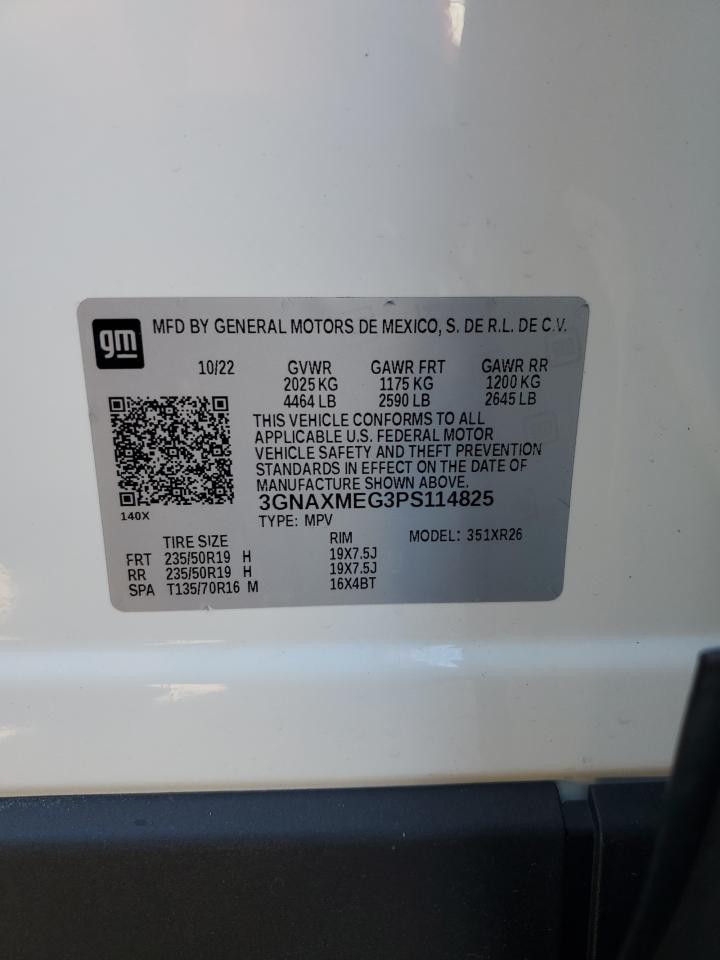 gm MFD BY GENERAL MOTORS DE MEXICO, S. DE R.L. DE C.V.
10/22 GVWR GAWR FRT GAWR RR
2025 KG 1175 KG 1200 KG
4464 LB 2590 LB 2645 LB
THIS VEHICLE CONFORMS TO ALL
APPLICABLE U.S. FEDERAL MOTOR
VEHICLE SAFETY AND THEFT PREVENTION
STANDARDS IN EFFECT ON THE DATE OF
MANUFACTURE SHOWN ABOVE.
3GNAXMEG3PS114825
140X TYPE: MPV
TIRE SIZE RIM MODEL: 351XR26
FRT 235/50R19 H 19X7.5J
RR 235/50R19 H 19X7.5J
SPA T135/70R16 M 16X4BT